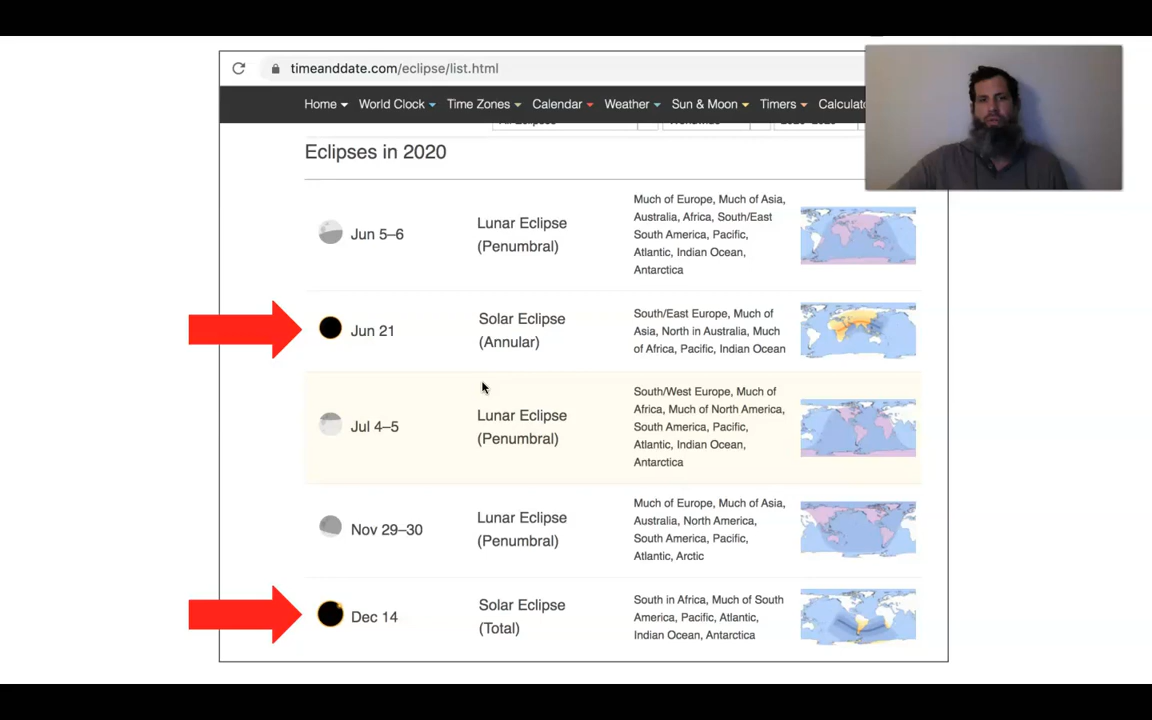 timeanddate.com/eclipse/list.html
Home World Clock Time Zones Calendar Weather Sun & Moon Timers
Eclipses in 2020
Jun 5–6
Lunar Eclipse
(Penumbral)
Much of Europe, Much of Asia,
Australia, Africa, South/East
South America, Pacific,
Atlantic, Indian Ocean,
Antarctica
Jun 21
Solar Eclipse
(Annular)
South/East Europe, Much of
Asia, North in Australia, Much
of Africa, Pacific, Indian Ocean
Jul 4–5
Lunar Eclipse
(Penumbral)
South/West Europe, Much of
Africa, Much of North America,
South America, Pacific,
Atlantic, Indian Ocean,
Antarctica
Nov 29–30
Lunar Eclipse
(Penumbral)
Much of Europe, Much of Asia,
Australia, North America,
South America, Pacific,
Atlantic, Arctic
Dec 14
Solar Eclipse
(Total)
South in Africa, Much of South
America, Pacific, Atlantic,
Indian Ocean, Antarctica